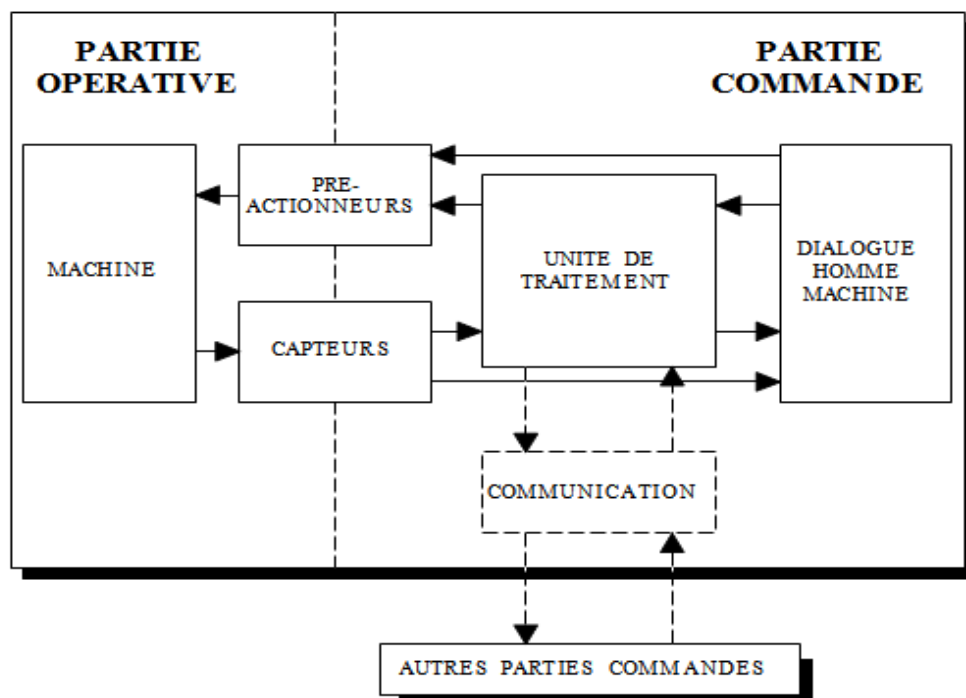 PARTIE
OPERATIVE
PARTIE
COMMANDE
PRE-
ACTIONNEURS
MACHINE
UNITE DE
TRAITEMENT
DIALOGUE
HOMME
MACHINE
CAPTEURS
COMMUNICATION
AUTRES PARTIES COMMANDES